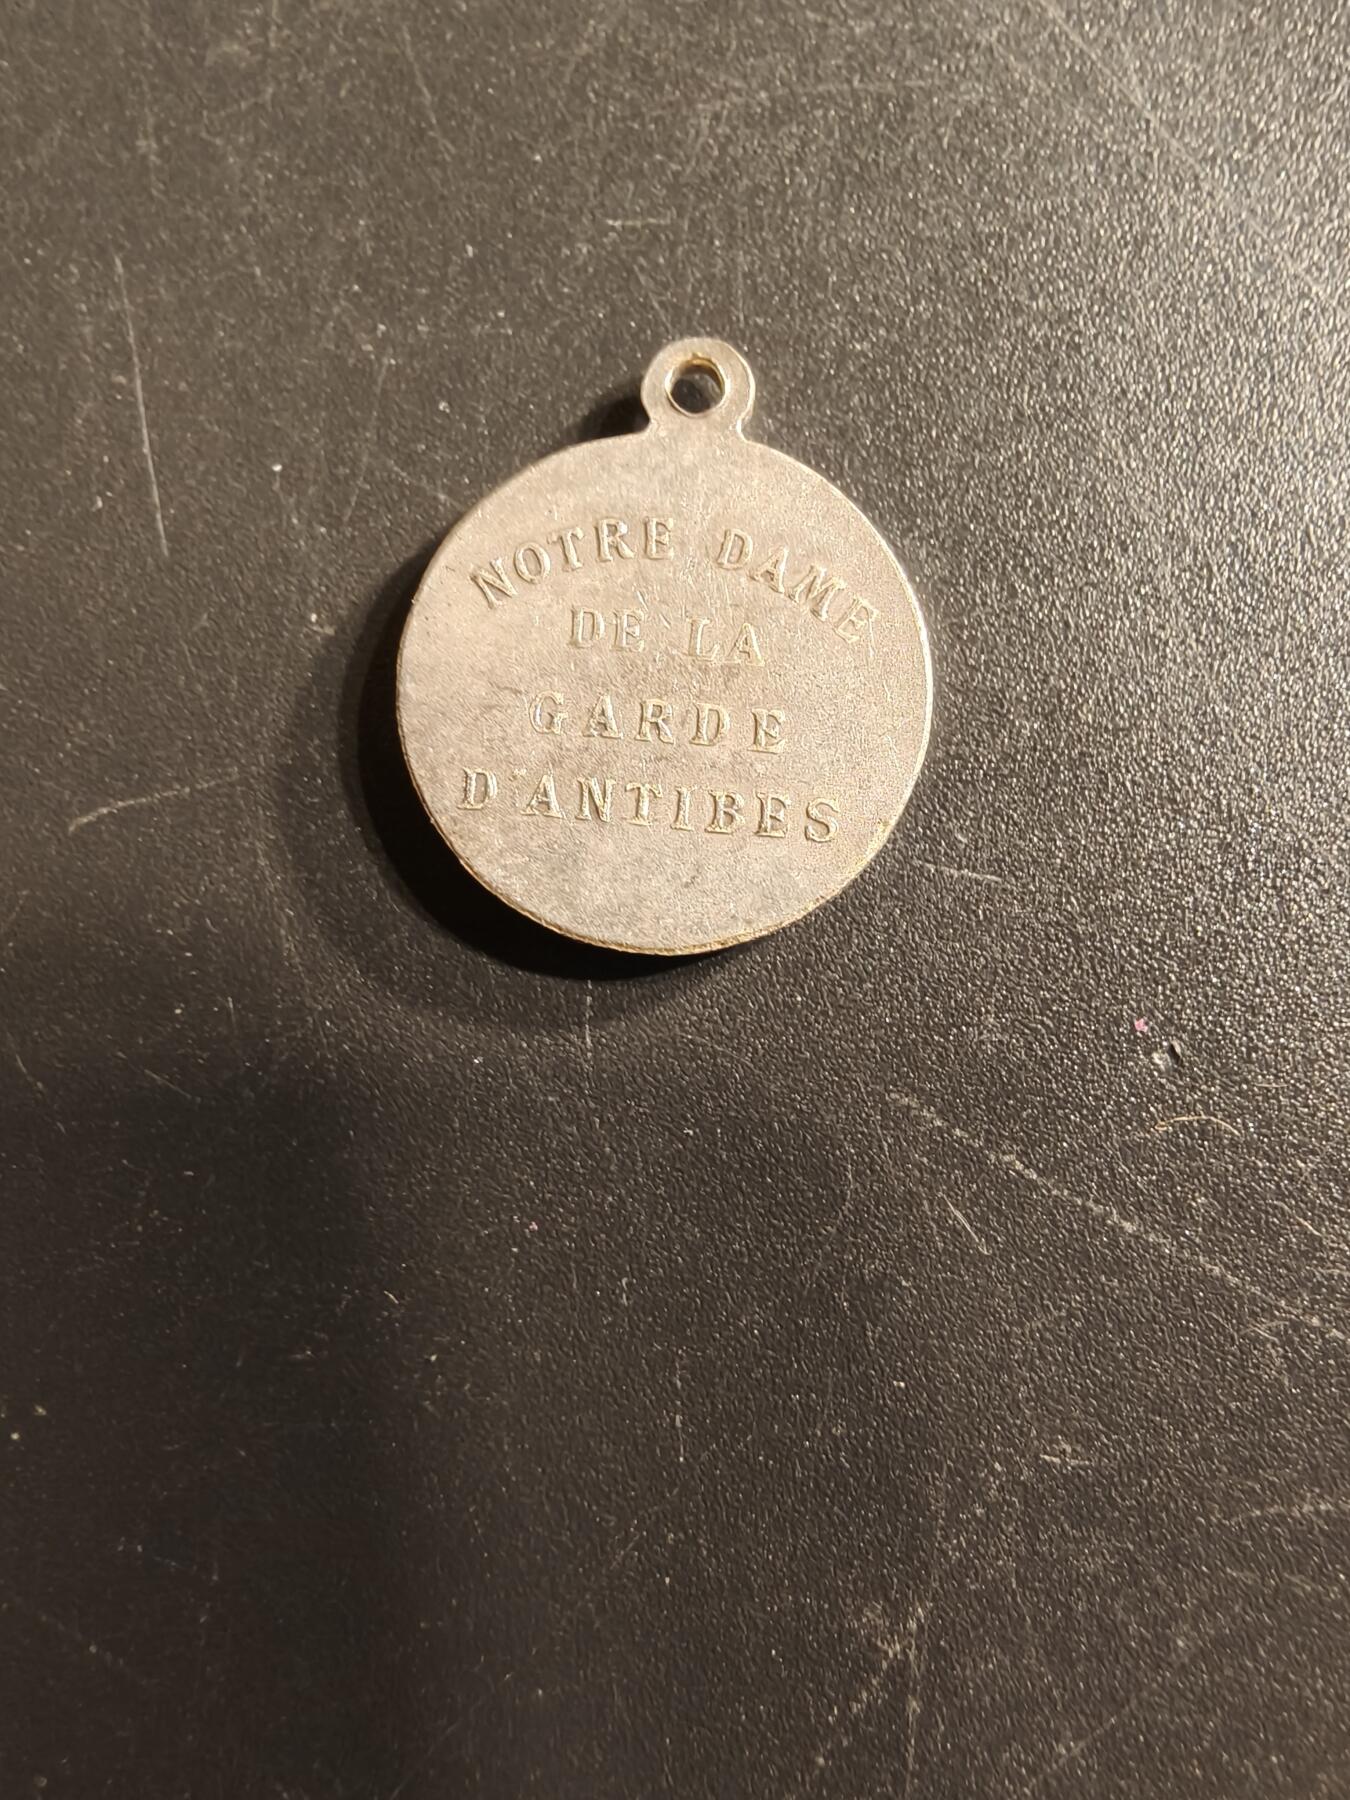 NOTRE DAME
DE LA
GARDE
D'ANTIBES